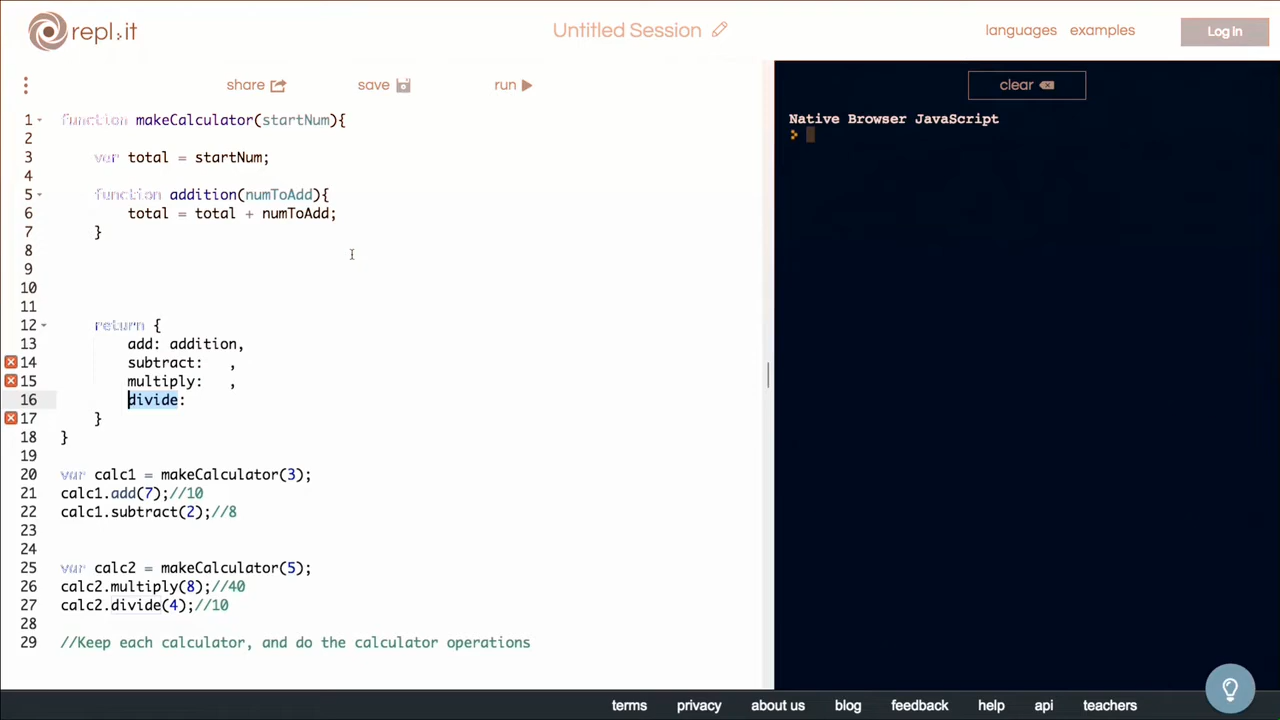 repl.it
Untitled Session
languages
examples
Log in
share
save
run
clear
1 function makeCalculator(startNum){
2
3 var total = startNum;
4
5 function addition(numToAdd){
6 total = total + numToAdd;
7 }
8
9
10
11
12 return {
13 add: addition,
14 subtract: ,
15 multiply: ,
16 divide:
17 }
18 }
19
20 var calc1 = makeCalculator(3);
21 calc1.add(7);//10
22 calc1.subtract(2);//8
23
24
25 var calc2 = makeCalculator(5);
26 calc2.multiply(8);//40
27 calc2.divide(4);//10
28
29 //Keep each calculator, and do the calculator operations
Native Browser JavaScript
>
terms
privacy
about us
blog
feedback
help
api
teachers